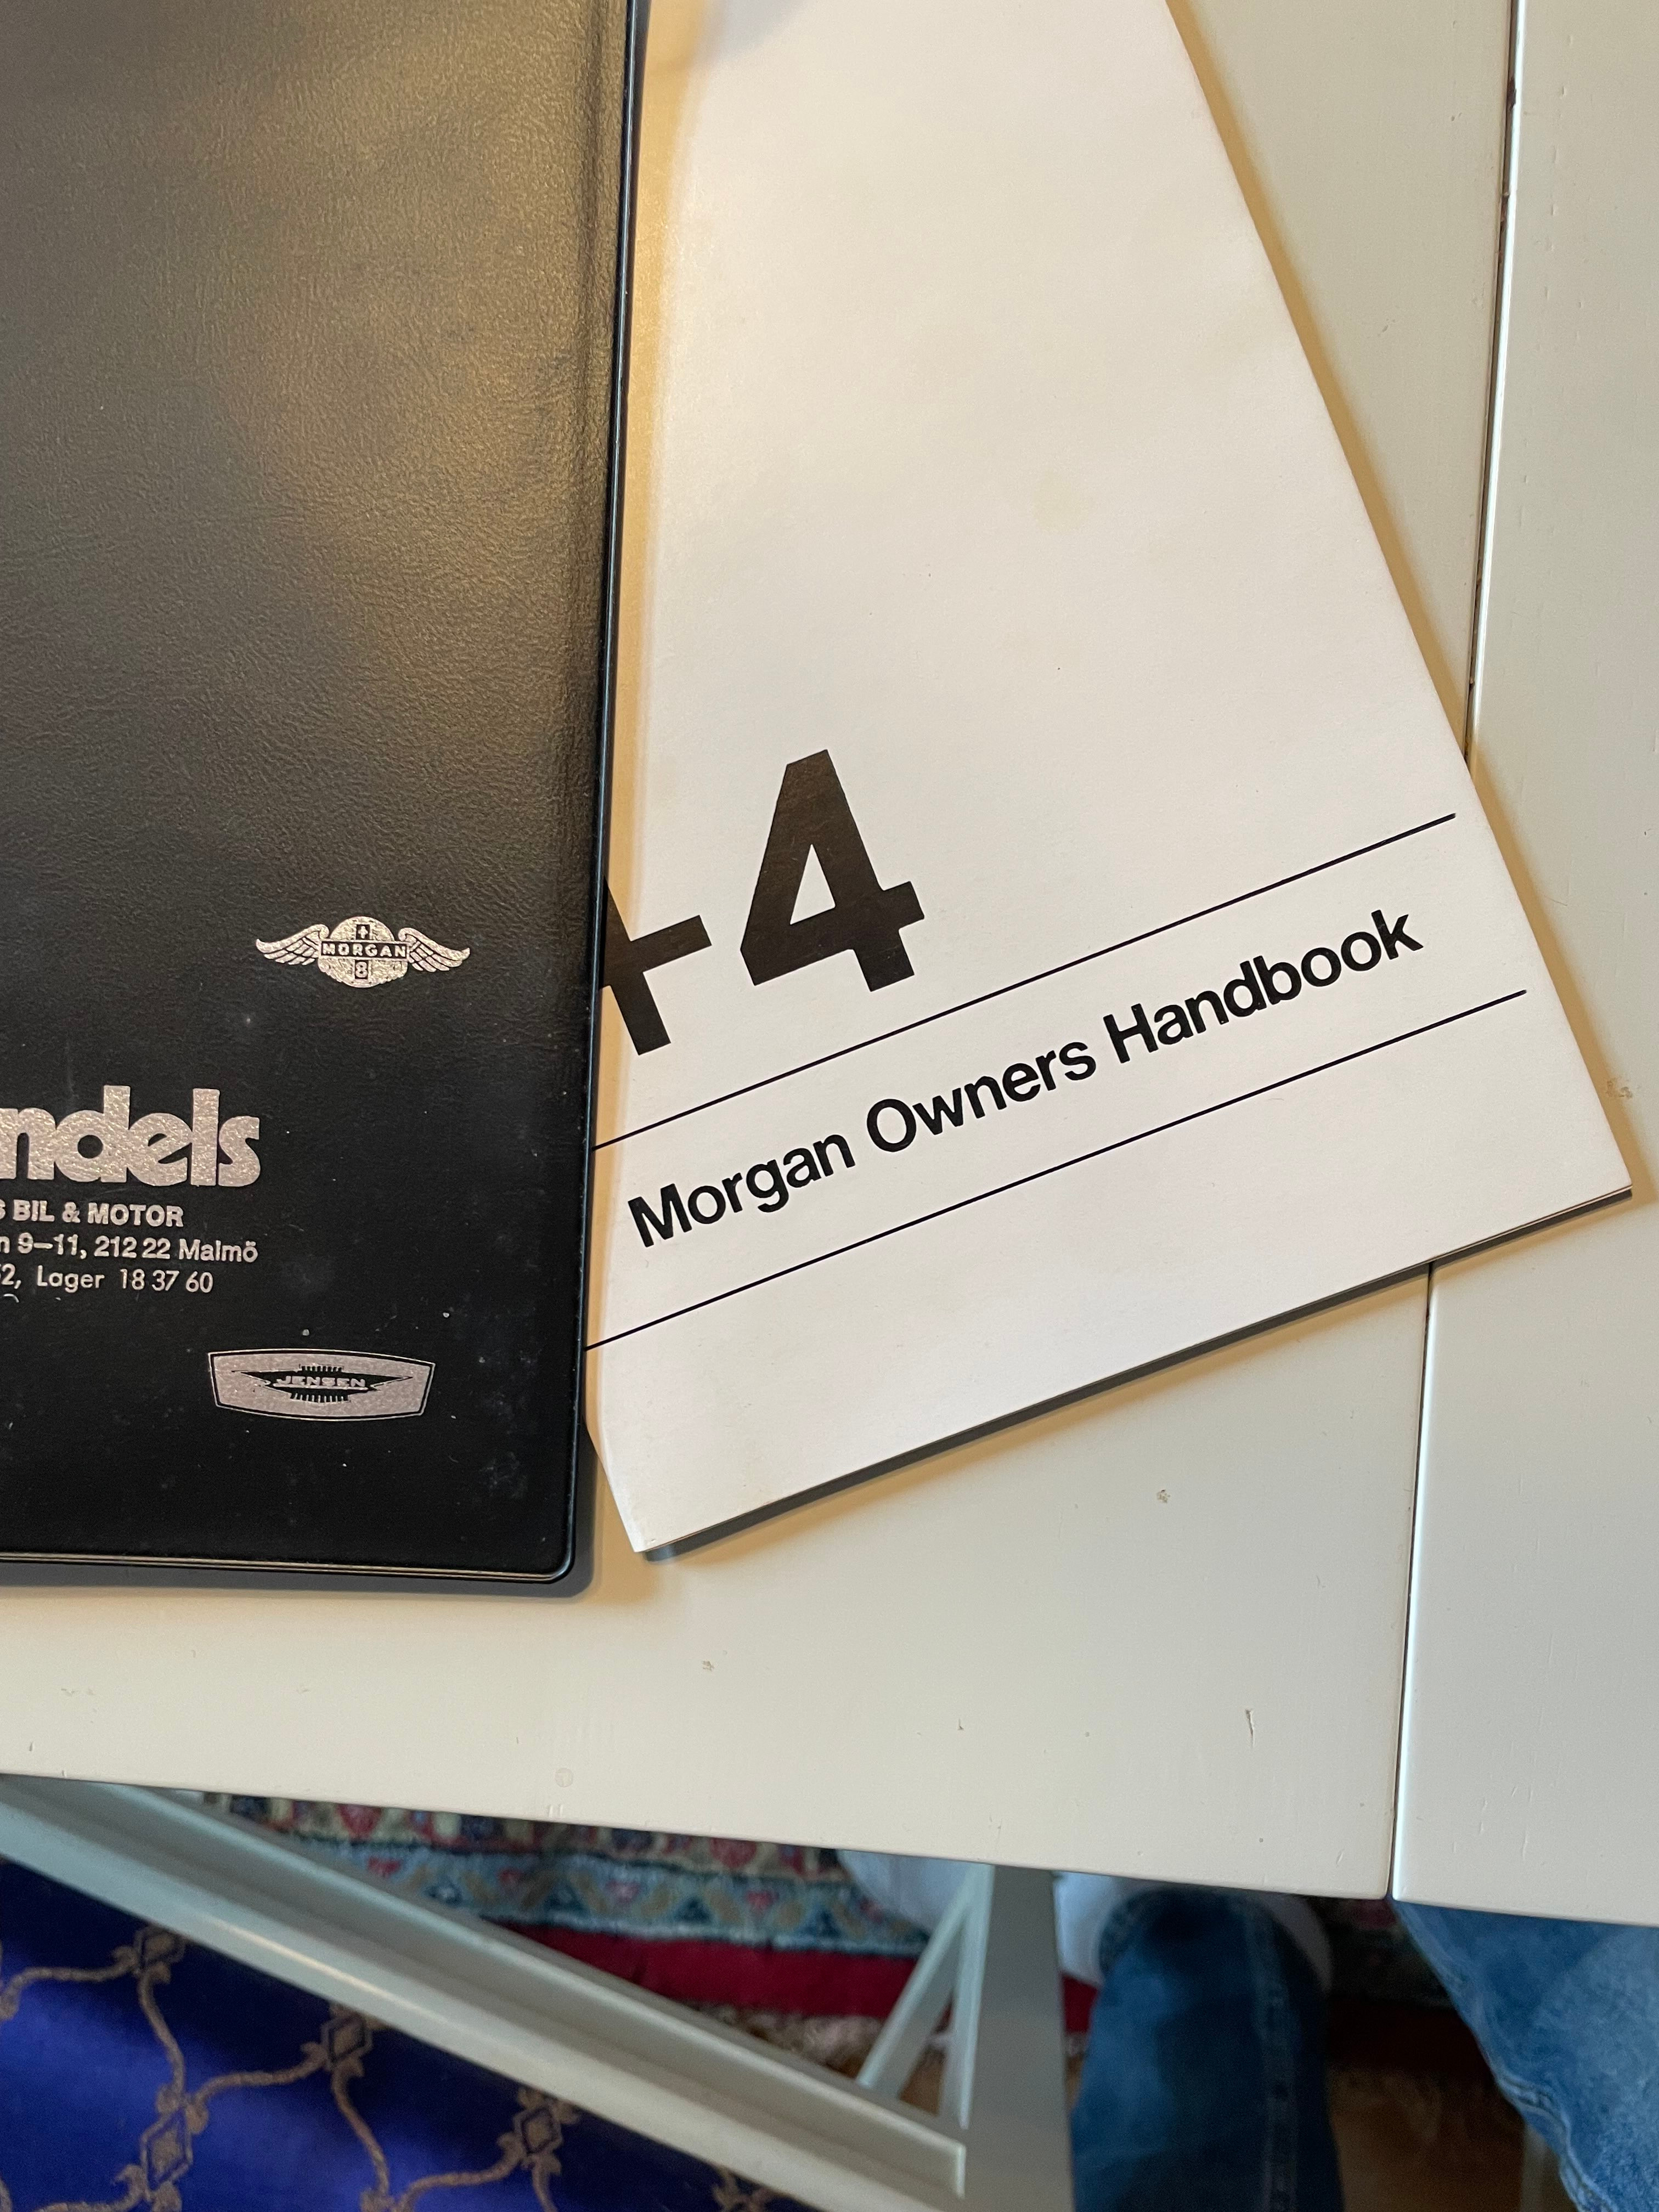 MORGAN
8
ndels
S BIL & MOTOR
n 9–11, 212 22 Malmö
2, Lager 18 37 60
JENSEN
+4
Morgan Owners Handbook